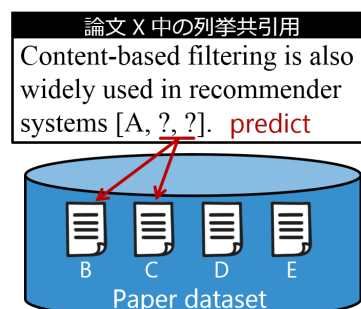 論文 X 中の列挙共引用
Content-based filtering is also
widely used in recommender
systems [A, ?, ?]. predict
B C D E
Paper dataset